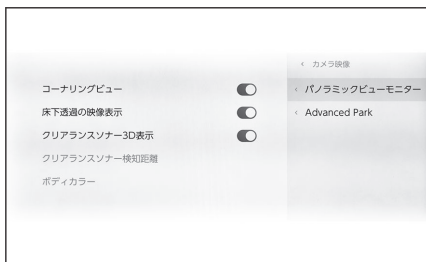 カメラ映像
コーナリングビュー
パノラミックビューモニター
床下透過の映像表示
Advanced Park
クリアランスソナー3D表示
クリアランスソナー検知距離
ボディカラー